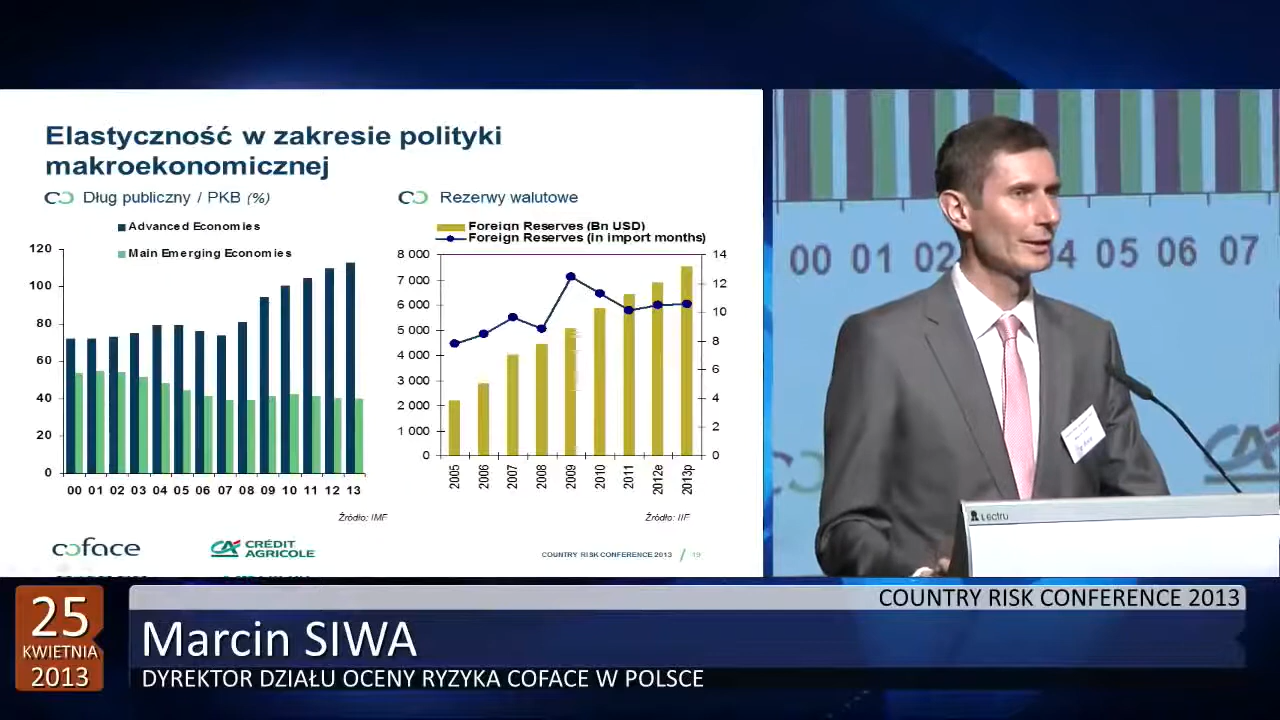 Elastyczność w zakresie polityki
makroekonomicznej
Dług publiczny / PKB (%)
Advanced Economies
Main Emerging Economies
120
100
80
60
40
20
0
00 01 02 03 04 05 06 07 08 09 10 11 12 13
Źródło: IMF
Rezerwy walutowe
Foreign Reserves (Bn USD)
Foreign Reserves (in import months)
8 000
7 000
6 000
5 000
4 000
3 000
2 000
1 000
0
14
12
10
8
6
4
2
0
2005 2006 2007 2008 2009 2010 2011 2012e 2013p
Źródło: IIF
coface
CA CRÉDIT
AGRICOLE
COUNTRY RISK CONFERENCE 2013 / 19
00 01 02 04 05 06 07
CA
Lectru
25
KWIETNIA
2013
COUNTRY RISK CONFERENCE 2013
Marcin SIWA
DYREKTOR DZIAŁU OCENY RYZYKA COFACE W POLSCE